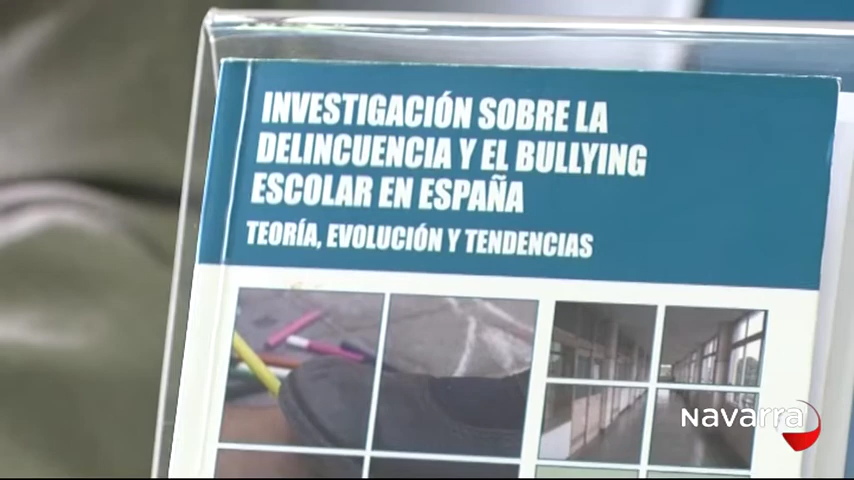 INVESTIGACIÓN SOBRE LA
DELINCUENCIA Y EL BULLYING
ESCOLAR EN ESPAÑA
TEORÍA, EVOLUCIÓN Y TENDENCIAS
navarra